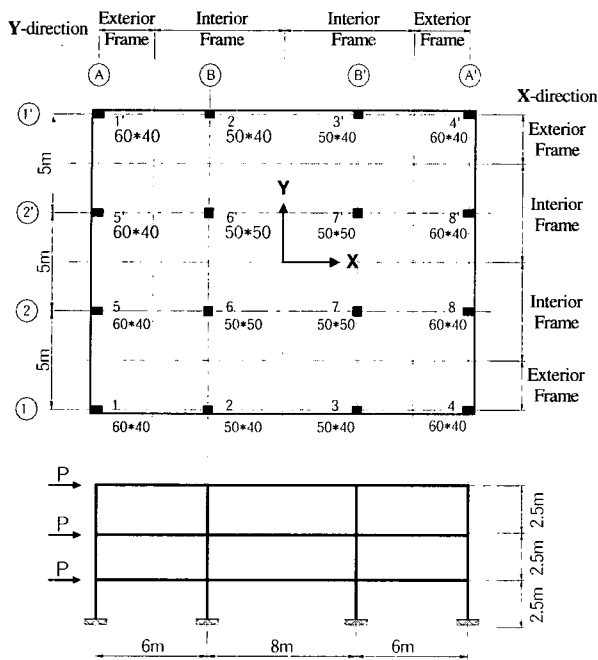 Exterior Interior Interior Exterior
Y-direction Frame Frame Frame Frame
A B B' A'
X-direction
1' 1' 2 3' 4'
60*40 50*40 50*40 60*40 Exterior
Frame
5m
Y
2' 5' 6' 7' 8' Interior
60*40 50*50 50*50 60*40 Frame
5m X
2 5 6 7 8 Interior
60*40 50*50 50*50 60*40 Frame
5m
Exterior
Frame
1 1 2 3 4
60*40 50*40 50*40 60*40
P
2.5m
P
2.5m
P
2.5m
6m 8m 6m